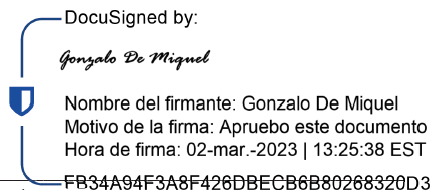 DocuSigned by:
Gonzalo De Miquel
Nombre del firmante: Gonzalo De Miquel
Motivo de la firma: Apruebo este documento
Hora de firma: 02-mar.-2023 | 13:25:38 EST
FB34A94F3A8F426DBECB6B80268320D3